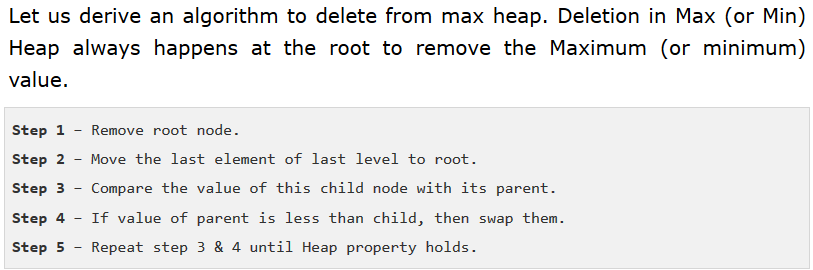 Let us derive an algorithm to delete from max heap. Deletion in Max (or Min)
Heap always happens at the root to remove the Maximum (or minimum)
value.
Step 1 − Remove root node.
Step 2 − Move the last element of last level to root.
Step 3 − Compare the value of this child node with its parent.
Step 4 − If value of parent is less than child, then swap them.
Step 5 − Repeat step 3 & 4 until Heap property holds.